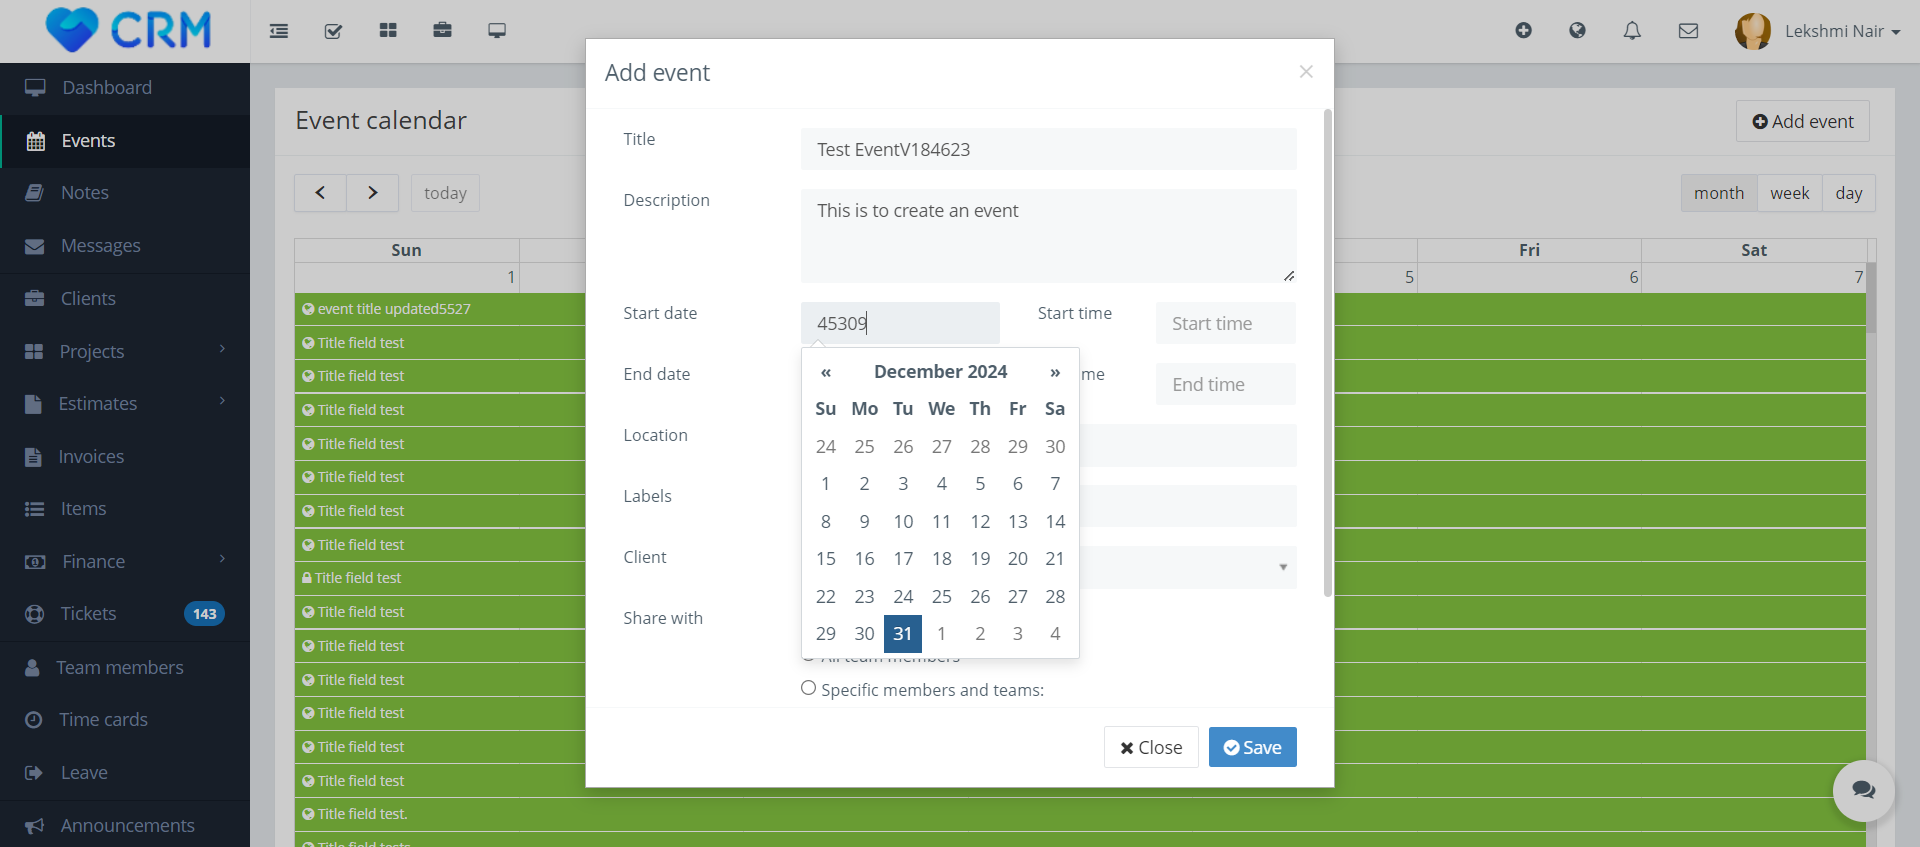 CRM
Lekshmi Nair
Dashboard
Events
Notes
Messages
Clients
Projects
Estimates
Invoices
Items
Finance
Tickets 143
Team members
Time cards
Leave
Announcements
Event calendar
Add event
today
month week day
Sun Fri Sat
1 5 6 7
event title updated5527
Title field test
Title field test
Title field test
Title field test
Title field test
Title field test
Title field test
Title field test
Title field test
Title field test
Title field test
Title field test
Title field test
Title field test
Title field test.
Title field tests
Add event
×
Title Test EventV184623
Description This is to create an event
Start date 45309 Start time Start time
End date me End time
Location
Labels
Client
Share with
« December 2024 »
Su Mo Tu We Th Fr Sa
24 25 26 27 28 29 30
1 2 3 4 5 6 7
8 9 10 11 12 13 14
15 16 17 18 19 20 21
22 23 24 25 26 27 28
29 30 31 1 2 3 4
All team members
Specific members and teams:
Close Save